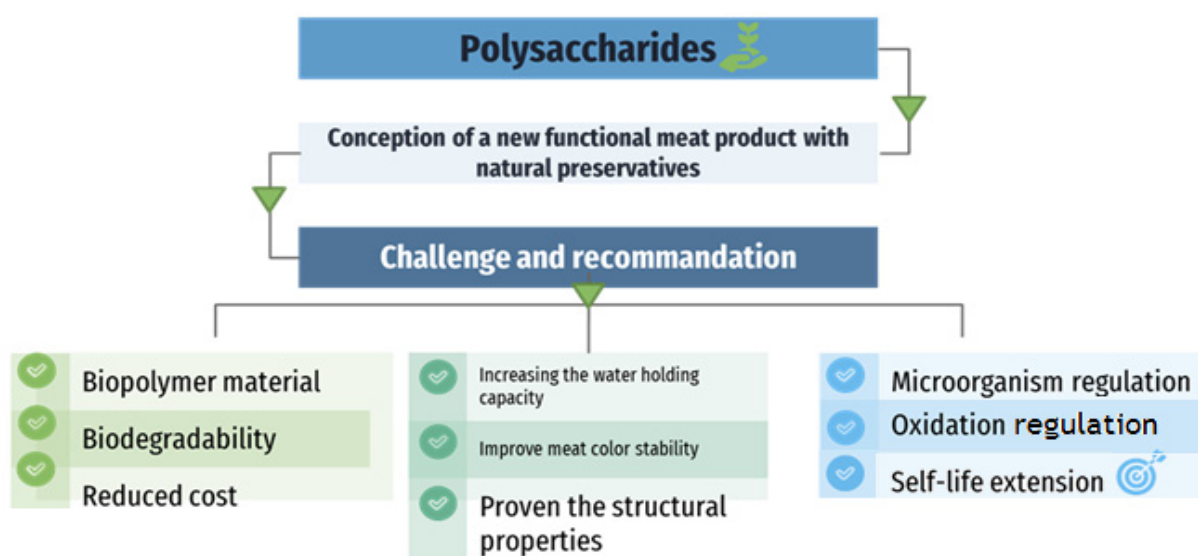 Polysaccharides
Conception of a new functional meat product with
natural preservatives
Challenge and recommandation
Biopolymer material
Biodegradability
Reduced cost
Increasing the water holding
capacity
Improve meat color stability
Proven the structural
properties
Microorganism regulation
Oxidation regulation
Self-life extension